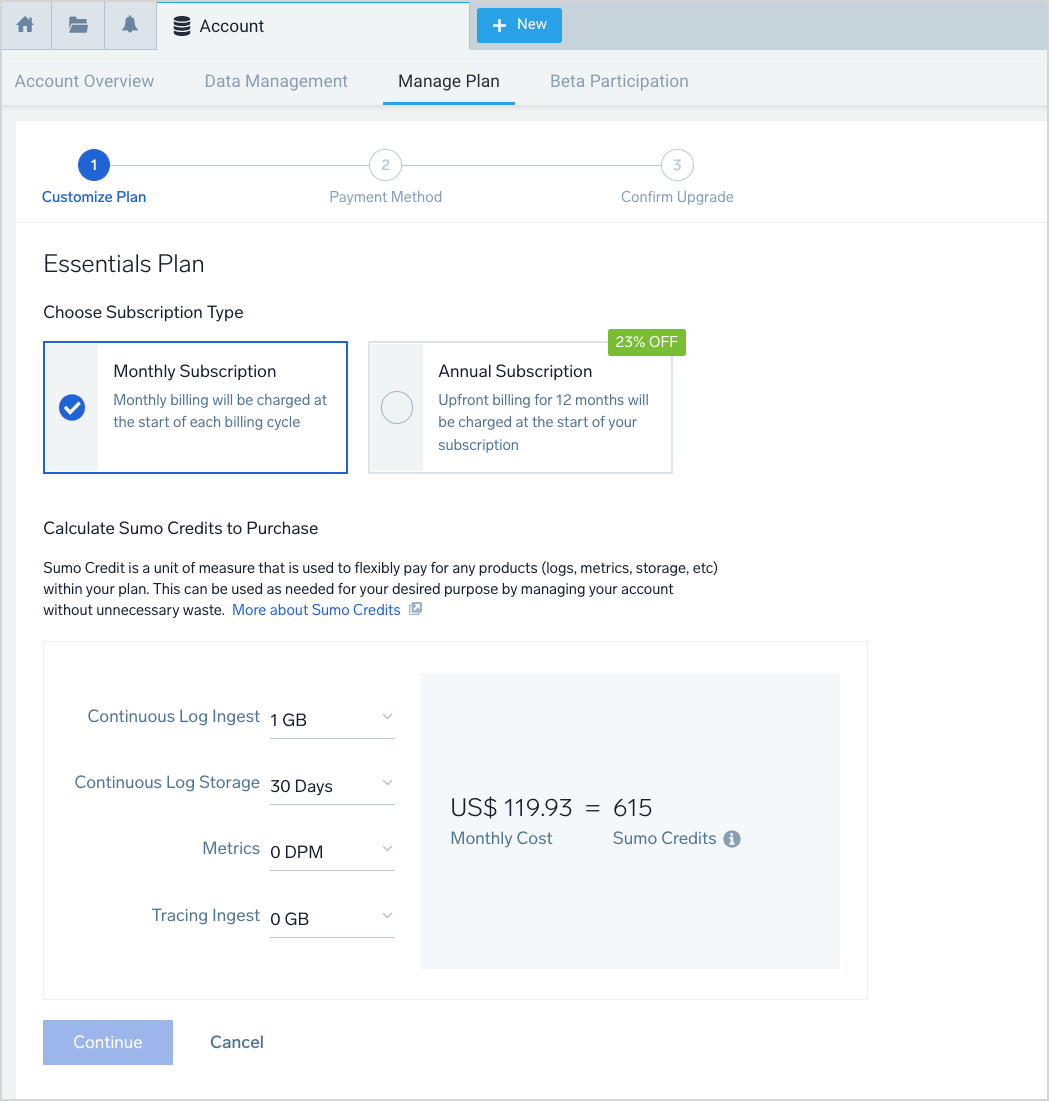 Account
New
Account Overview
Data Management
Manage Plan
Beta Participation
1
2
3
Customize Plan
Payment Method
Confirm Upgrade
Essentials Plan
Choose Subscription Type
Monthly Subscription
Monthly billing will be charged at
the start of each billing cycle
23% OFF
Annual Subscription
Upfront billing for 12 months will
be charged at the start of your
subscription
Calculate Sumo Credits to Purchase
Sumo Credit is a unit of measure that is used to flexibly pay for any products (logs, metrics, storage, etc)
within your plan. This can be used as needed for your desired purpose by managing your account
without unnecessary waste. More about Sumo Credits
Continuous Log Ingest 1 GB
Continuous Log Storage 30 Days
Metrics 0 DPM
Tracing Ingest 0 GB
US$ 119.93 = 615
Monthly Cost Sumo Credits
Continue
Cancel